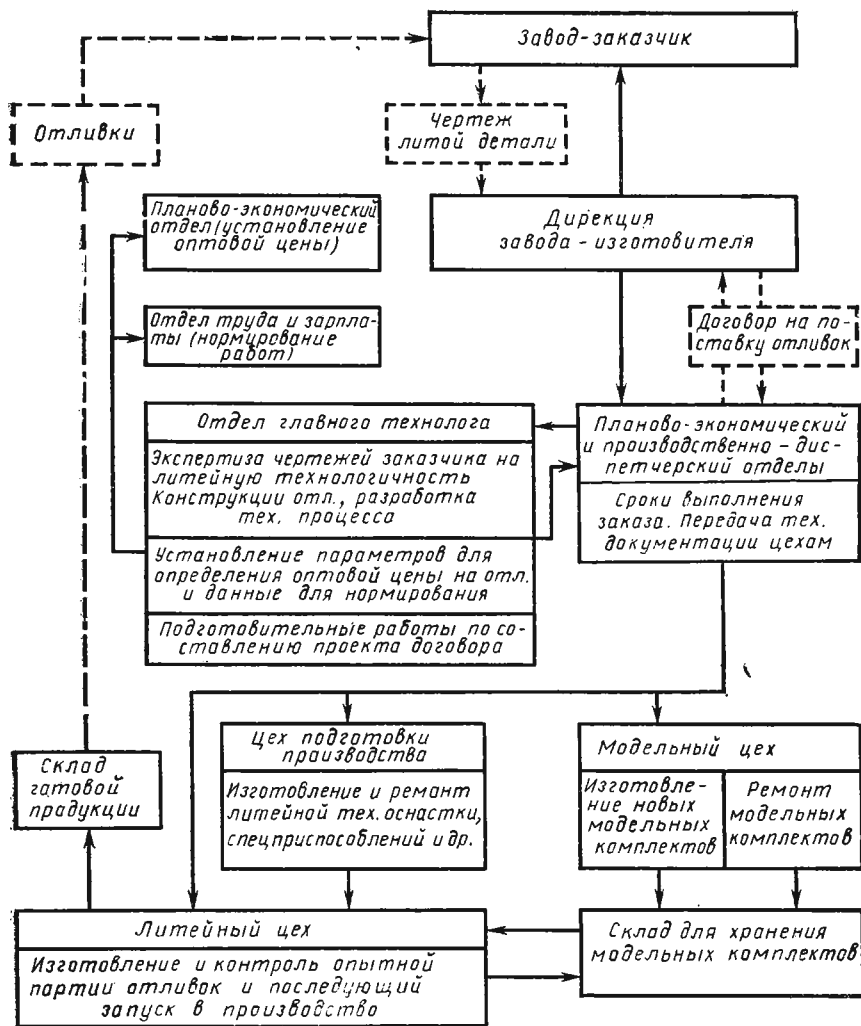 Завод-заказчик
Отливки
Чертеж
литой детали
Планово-экономический
отдел (установление
оптовой цены)
Дирекция
завода - изготовителя
Отдел труда и зарпла-
ты (нормирование
работ)
Договор на по-
ставку отливок
Отдел главного технолога
Экспертиза чертежей заказчика на
литейную технологичность
Конструкции отл., разработка
тех. процесса
Установление параметров для
определения оптовой цены на отл.
и данные для нормирования
Подготовительные работы по со-
ставлению проекта договора
Планово-экономический
и производственно - дис-
петчерский отделы
Сроки выполнения
заказа. Передача тех.
документации цехам
Склад
гатовой
прадукции
Цех подготовки
производства
Изготовление и ремонт
литейной тех. оснастки,
спецприспособлений и др.
Модельный цех
Изготовле-
ние новых
модельных
комплектов
Ремонт
модельных
комплектов
Литейный цех
Изготовление и контроль опытной
партии отливок и последующий
запуск в производство
Склад для хранения
модельных комплектов